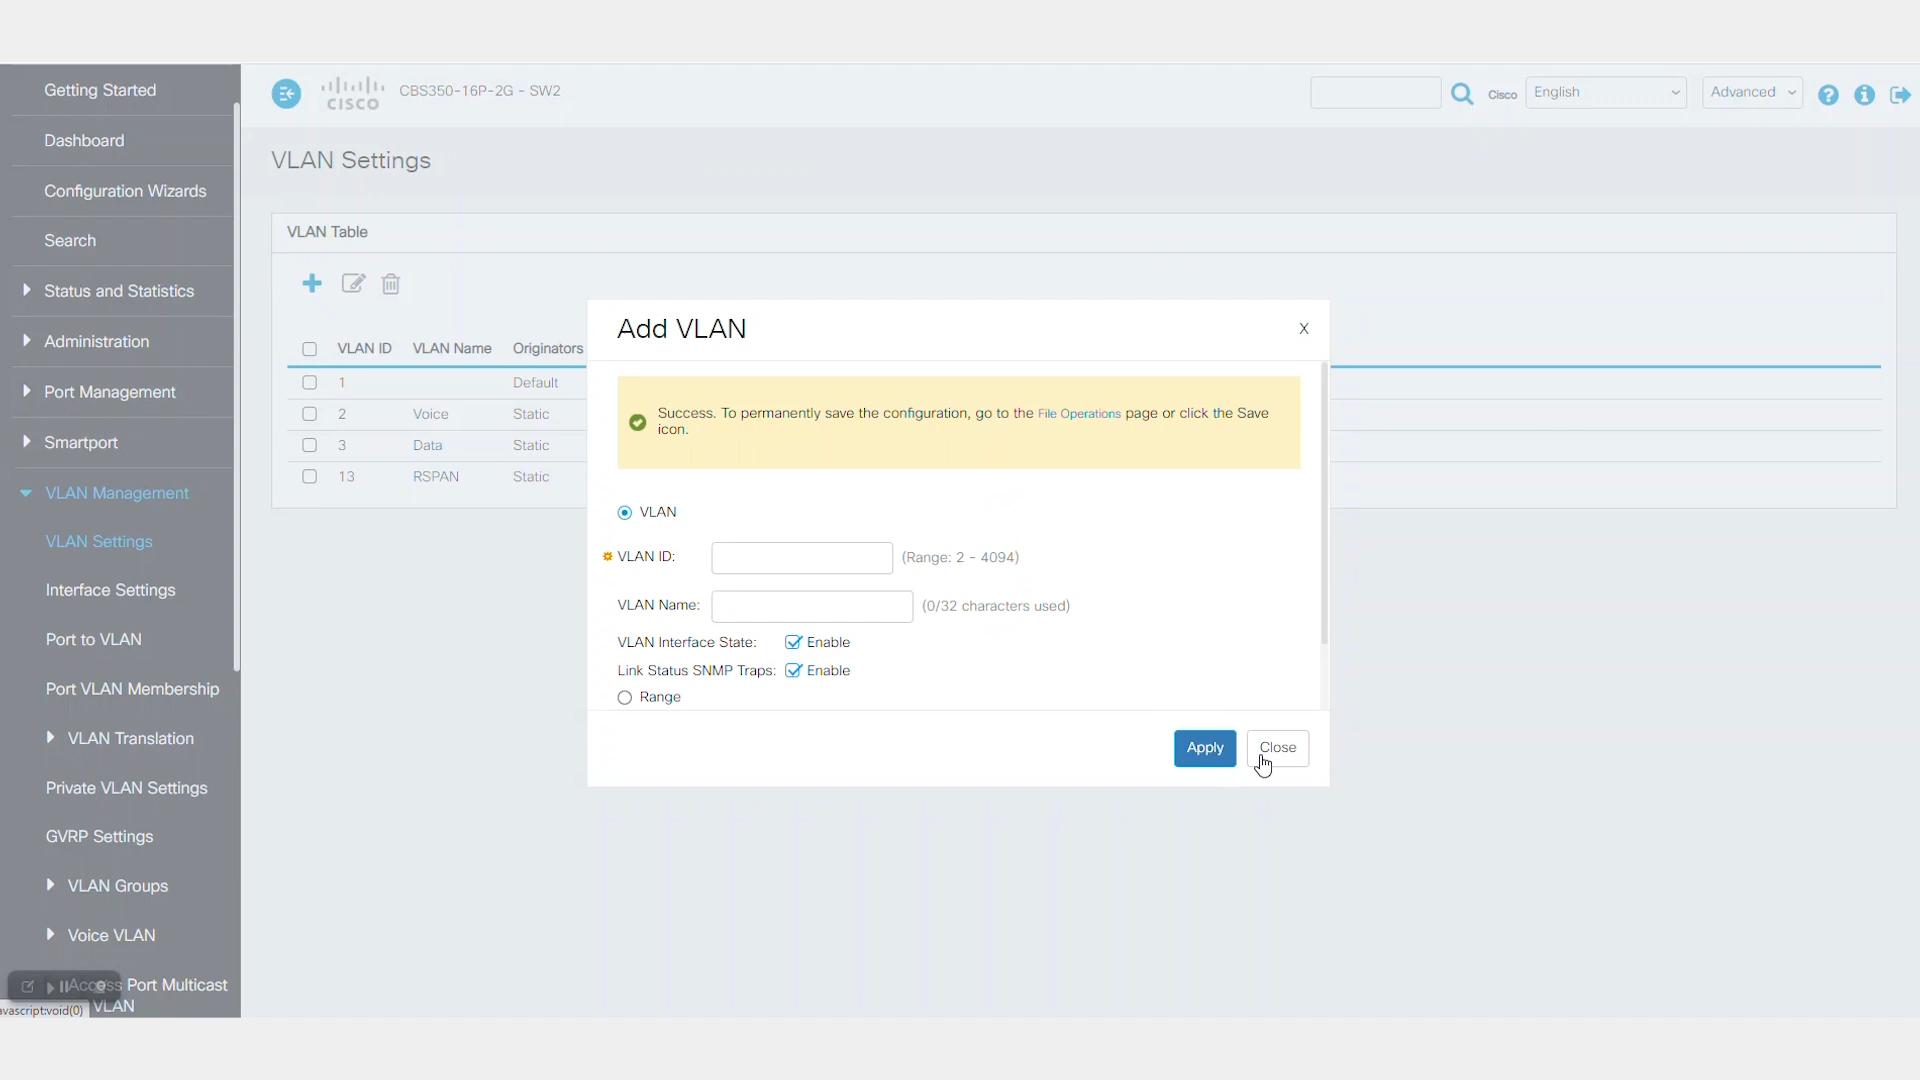 Getting Started
Dashboard
Configuration Wizards
Search
Status and Statistics
Administration
Port Management
Smartport
VLAN Management
VLAN Settings
Interface Settings
Port to VLAN
Port VLAN Membership
VLAN Translation
Private VLAN Settings
GVRP Settings
VLAN Groups
Voice VLAN
Access Port Multicast
VLAN
avascript:void(0)
CISCO
CBS350-16P-2G - SW2
Cisco
English
Advanced
VLAN Settings
VLAN Table
VLAN ID VLAN Name Originators
1 Default
2 Voice Static
3 Data Static
13 RSPAN Static
Add VLAN
X
Success. To permanently save the configuration, go to the File Operations page or click the Save
icon.
VLAN
VLAN ID: (Range: 2 - 4094)
VLAN Name: (0/32 characters used)
VLAN Interface State: Enable
Link Status SNMP Traps: Enable
Range
Apply Close